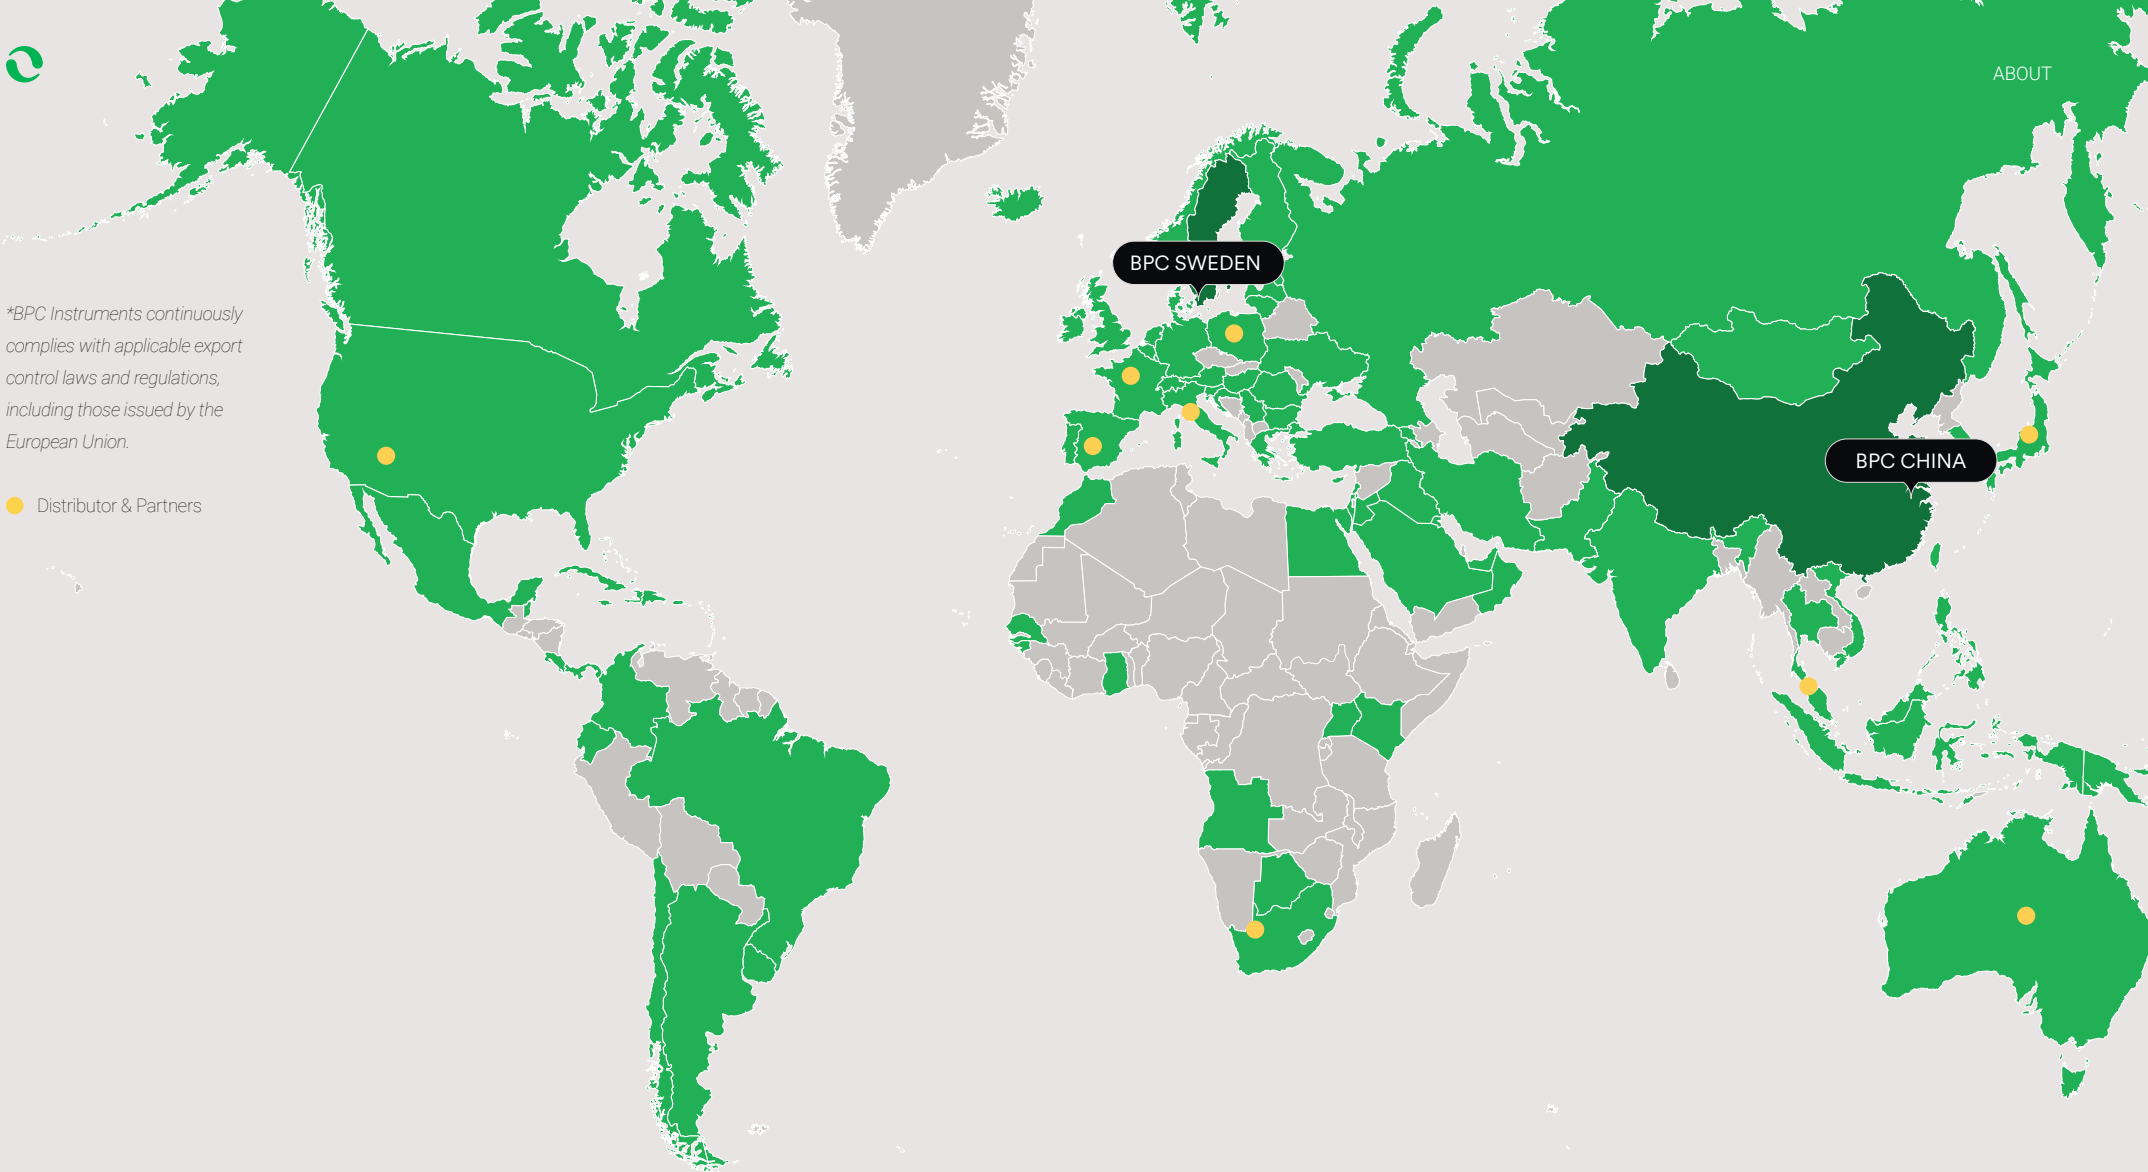 ABOUT
BPC SWEDEN
*BPC Instruments continuously
complies with applicable export
control laws and regulations,
including those issued by the
European Union.
BPC CHINA
Distributor & Partners